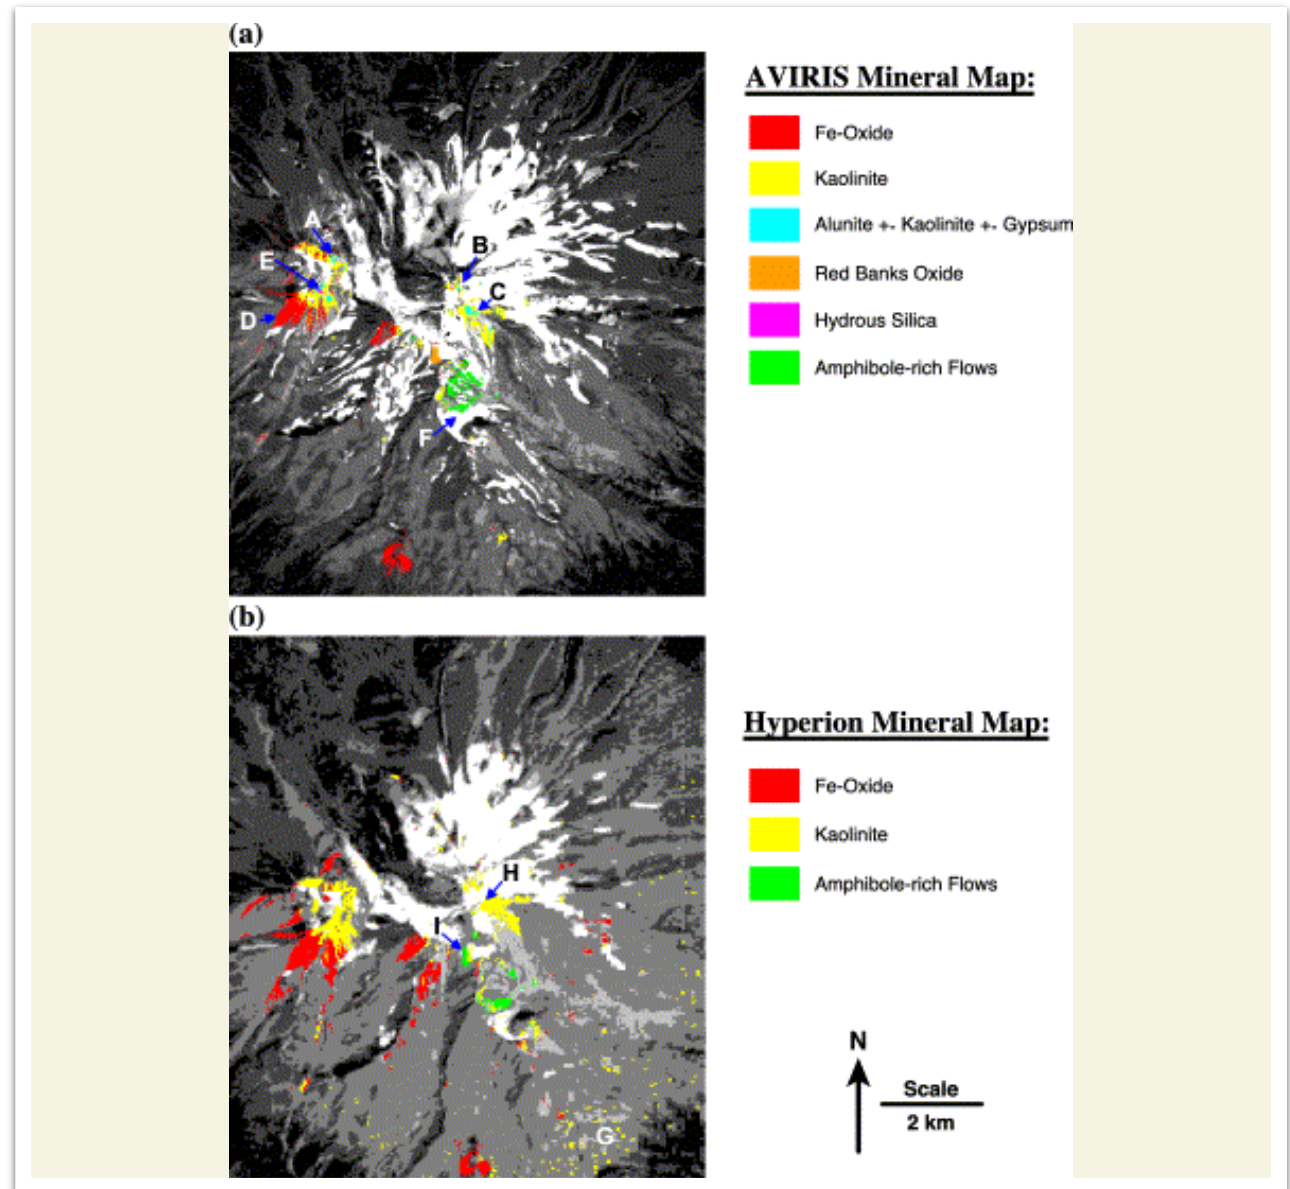 (a)
AVIRIS Mineral Map:
Fe-Oxide
Kaolinite
Alunite +- Kaolinite +- Gypsum
Red Banks Oxide
Hydrous Silica
Amphibole-rich Flows
A
B
E
C
D
F
(b)
Hyperion Mineral Map:
Fe-Oxide
Kaolinite
Amphibole-rich Flows
H
I
G
N
Scale
2 km